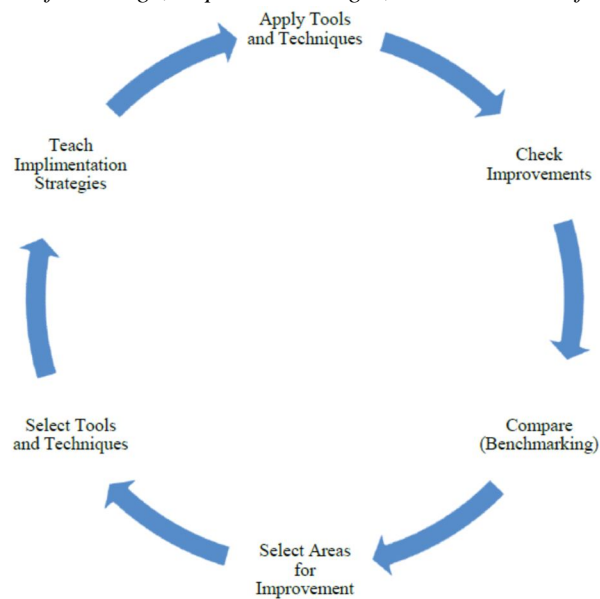 Apply Tools
and Techniques
Check
Improvements
Compare
(Benchmarking)
Select Areas
for
Improvement
Select Tools
and Techniques
Teach
Implimentation
Strategies